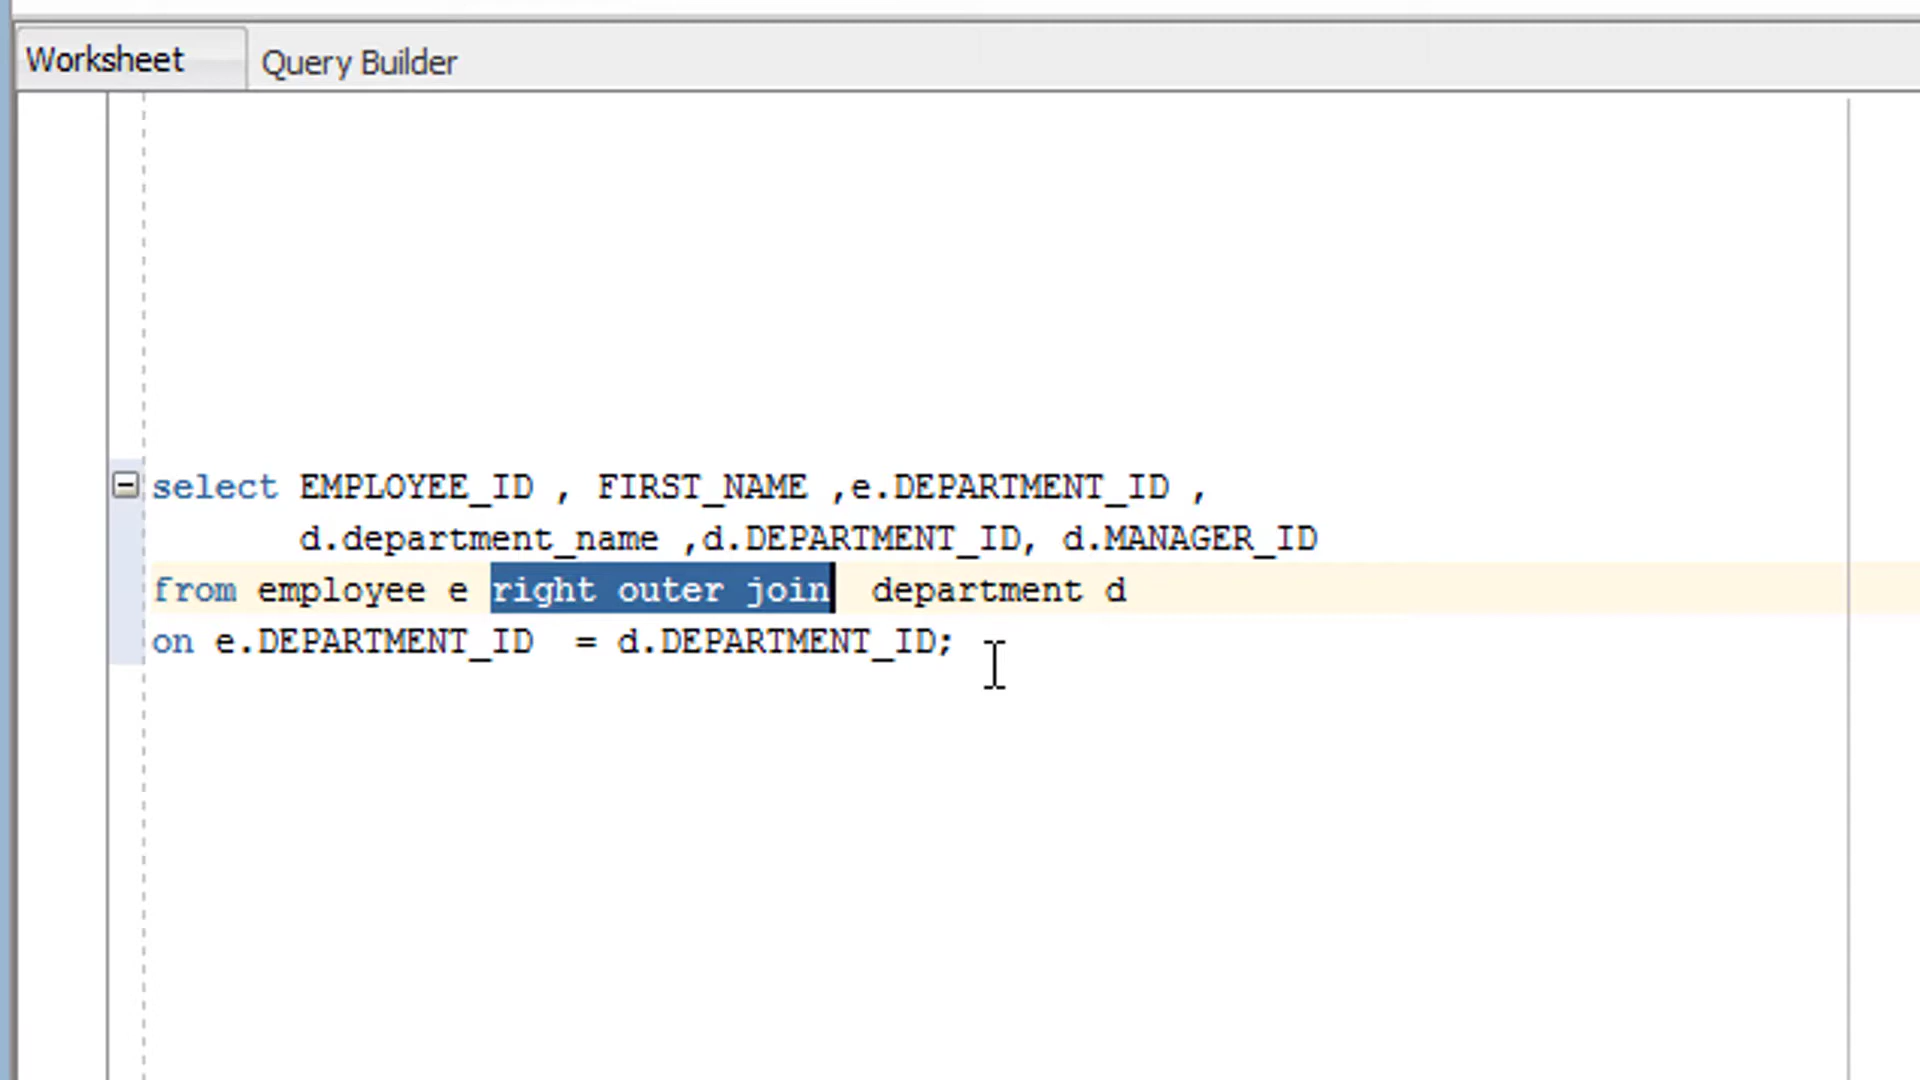 Worksheet Query Builder
select EMPLOYEE_ID , FIRST_NAME ,e.DEPARTMENT_ID ,
d.department_name ,d.DEPARTMENT_ID, d.MANAGER_ID
from employee e right outer join  department d
on e.DEPARTMENT_ID  = d.DEPARTMENT_ID;